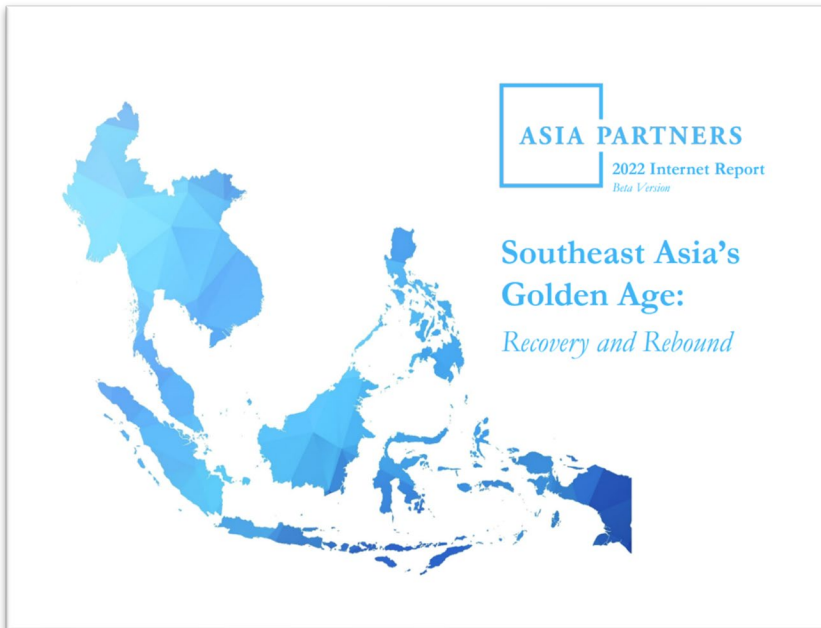 ASIA PARTNERS
2022 Internet Report
Beta Version
Southeast Asia’s
Golden Age:
Recovery and Rebound